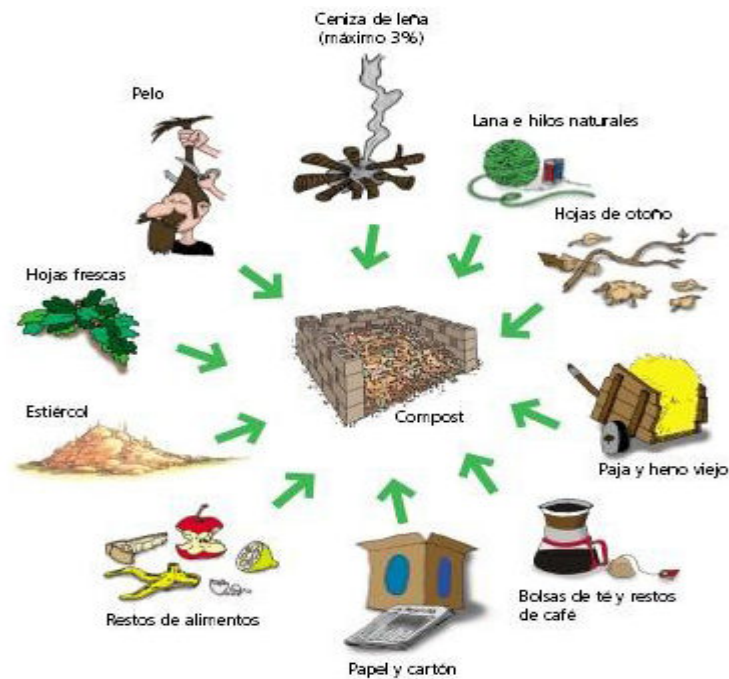 Ceniza de leña
(máximo 3%)
Pelo
Lana e hilos naturales
Hojas de otoño
Hojas frescas
Compost
Estiércol
Paja y heno viejo
Bolsas de té y restos
de café
Restos de alimentos
Papel y cartón